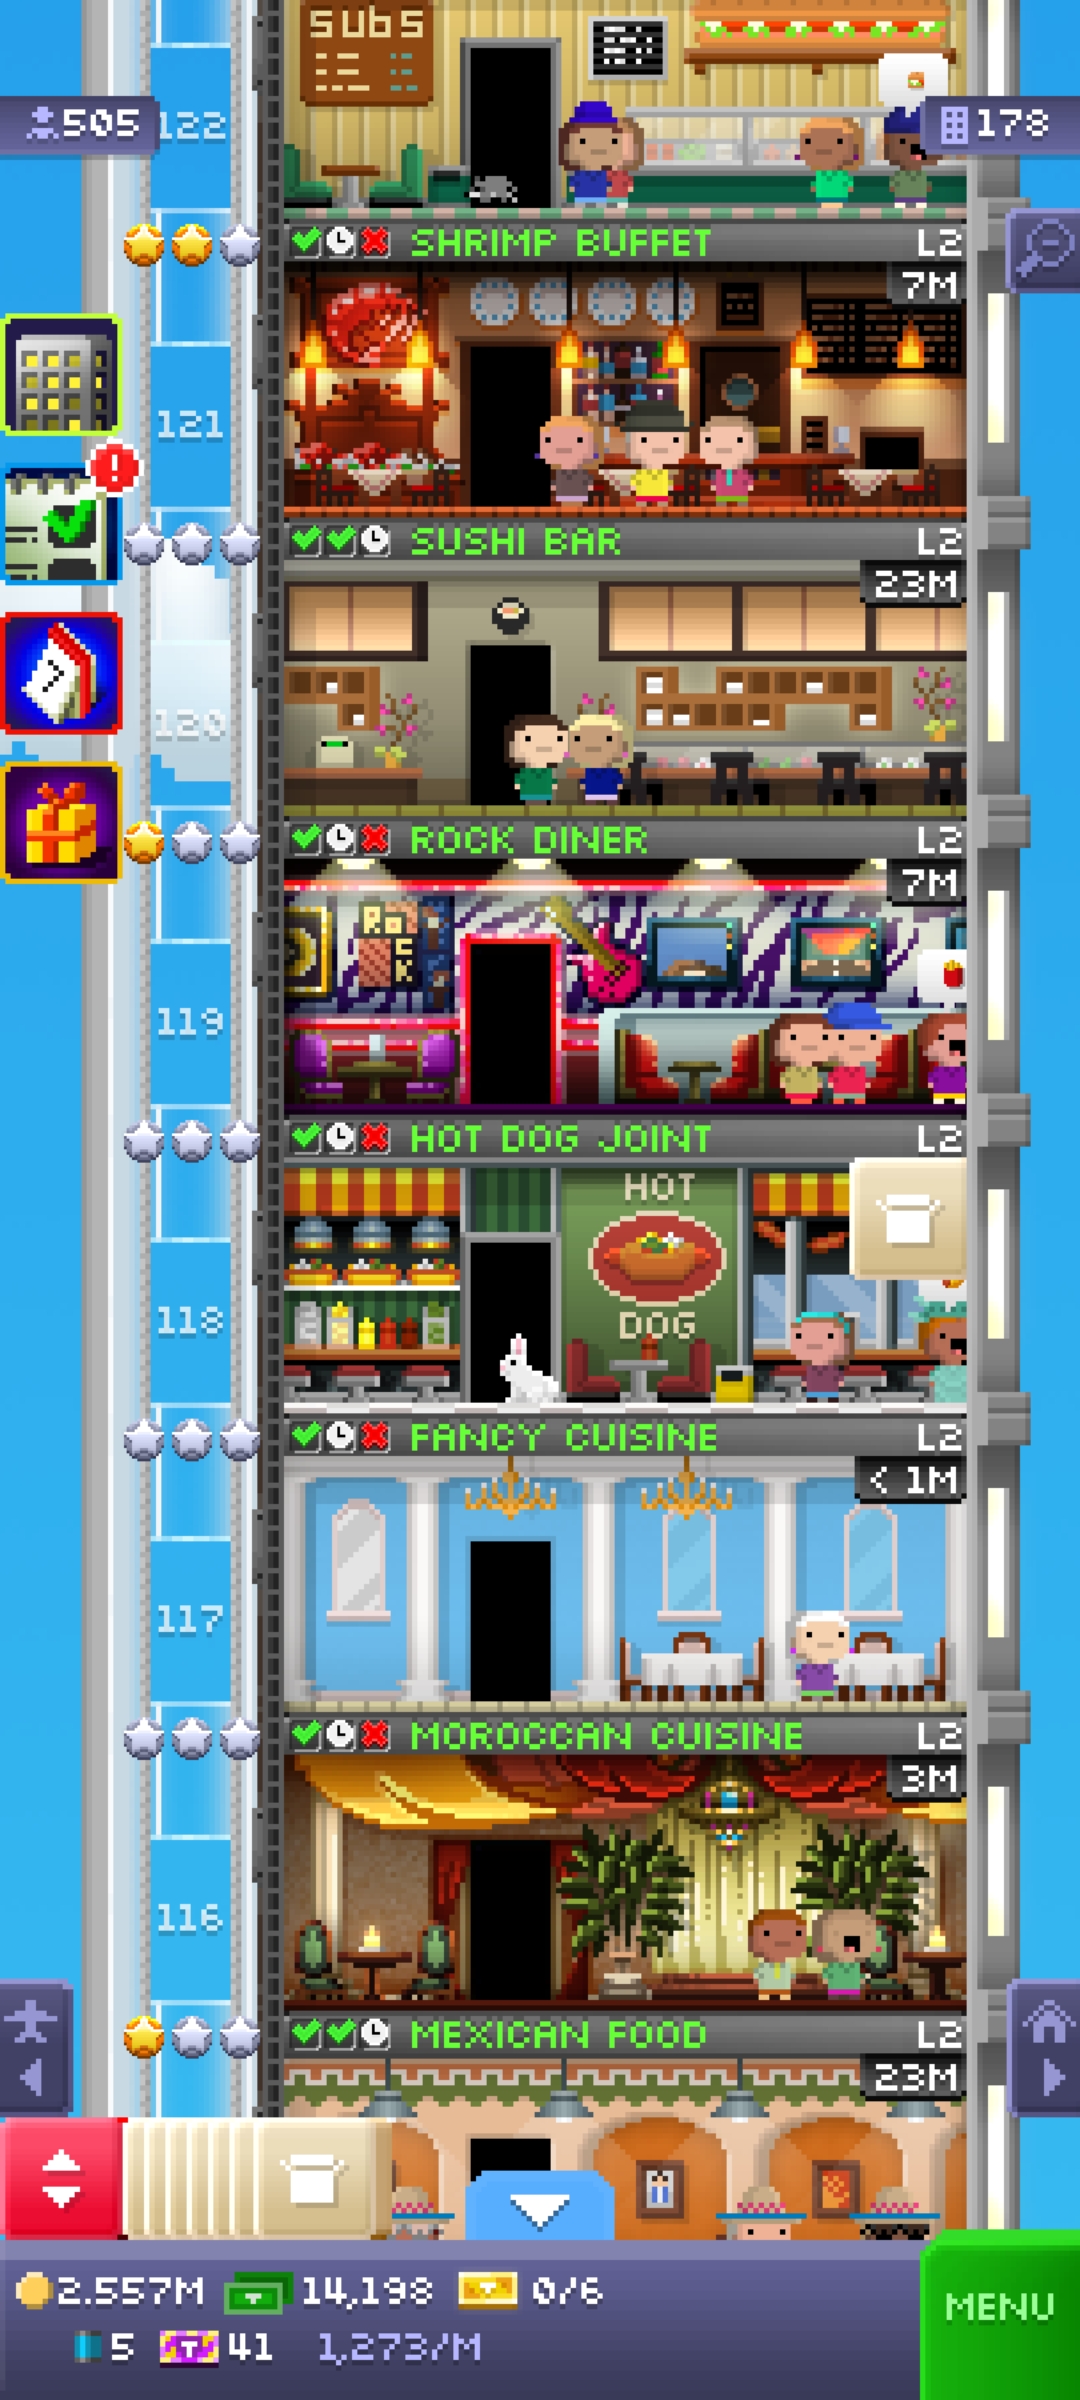 SUBS
505
122
178
SHRIMP BUFFET L2
7M
121
SUSHI BAR L2
23M
120
ROCK DINER L2
7M
ROCK
119
HOT DOG JOINT L2
HOT
DOG
118
FANCY CUISINE L2
< 1M
117
MOROCCAN CUISINE L2
3M
116
MEXICAN FOOD L2
23M
2.557M 14,198 0/6
5 41 1,273/M
MENU